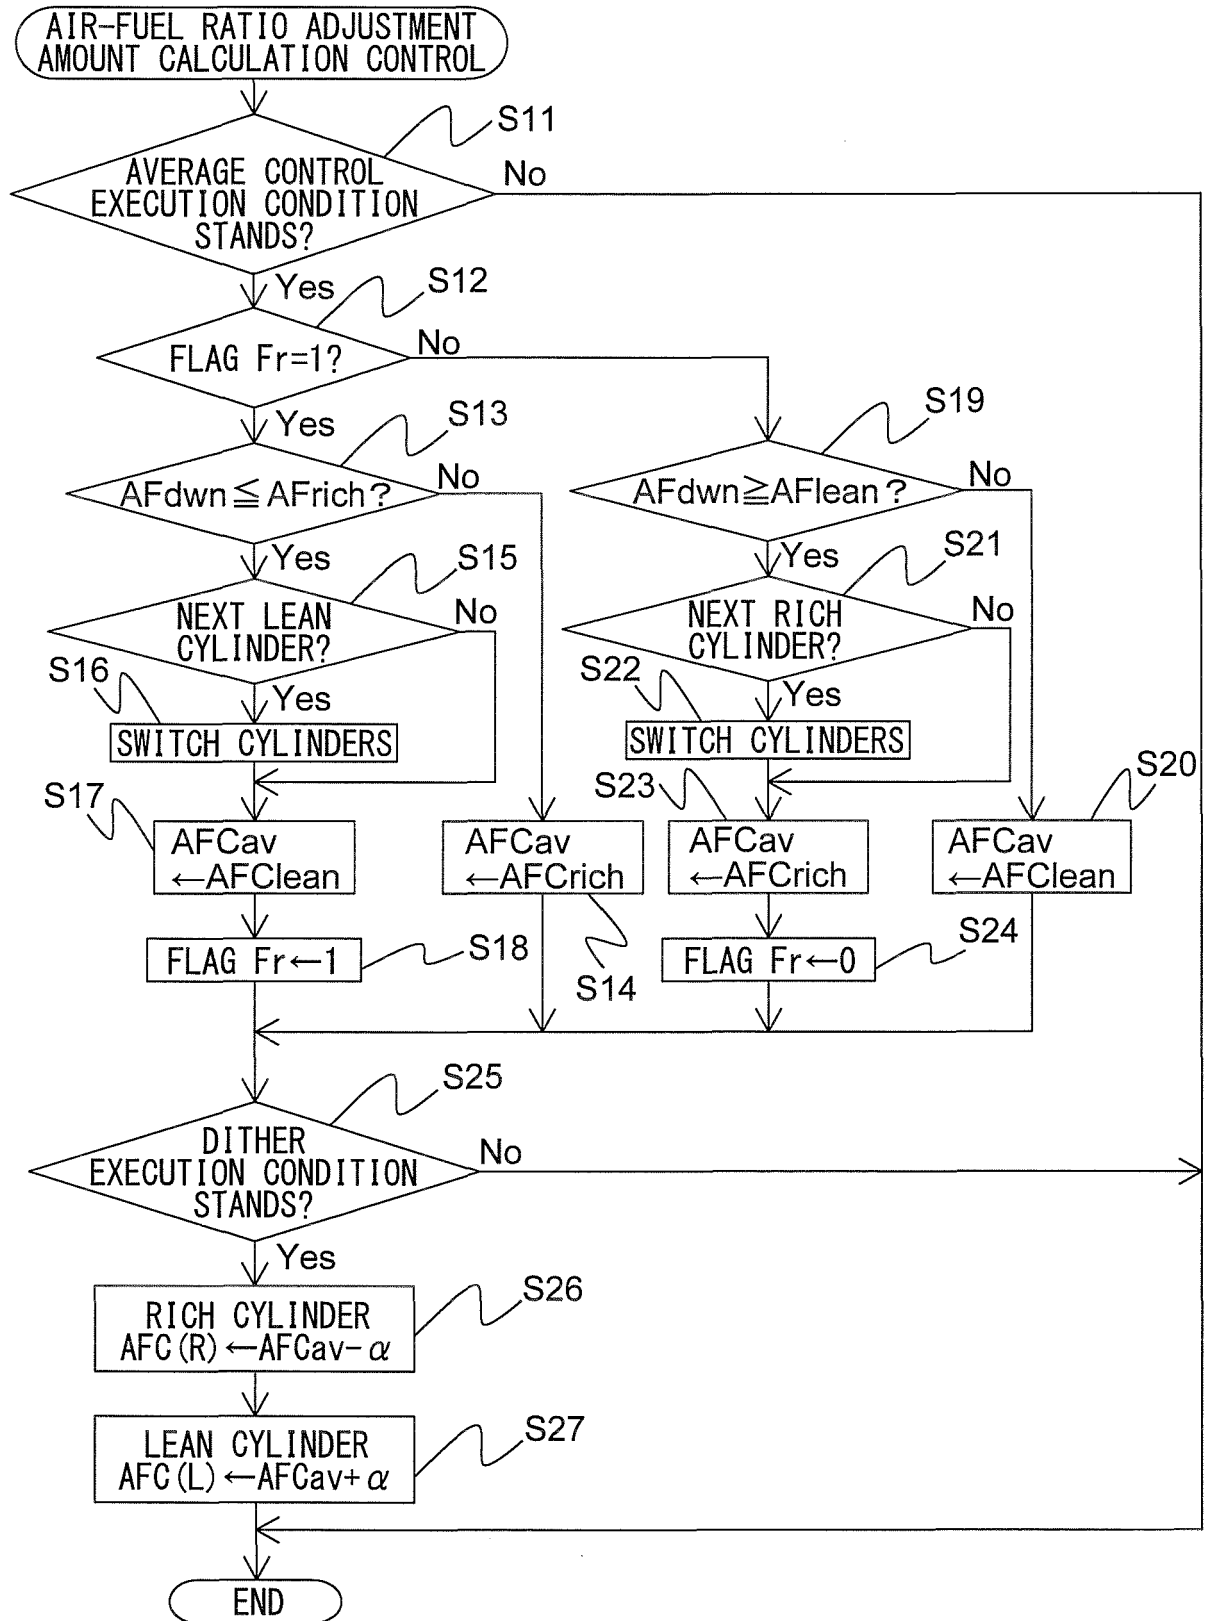 AIR-FUEL RATIO ADJUSTMENT
AMOUNT CALCULATION CONTROL
S11
AVERAGE CONTROL
EXECUTION CONDITION
STANDS?
No
Yes
S12
FLAG Fr=1?
No
Yes
S13
AFdwn≦AFrich?
No
S19
AFdwn≧AFlean?
No
Yes
S15
NEXT LEAN
CYLINDER?
No
Yes
S21
NEXT RICH
CYLINDER?
No
S16
Yes
SWITCH CYLINDERS
S22
Yes
SWITCH CYLINDERS
S17
AFCav
←AFClean
AFCav
←AFCrich
S14
S23
AFCav
←AFCrich
S20
AFCav
←AFClean
FLAG Fr←1
S18
FLAG Fr←0
S24
S25
DITHER
EXECUTION CONDITION
STANDS?
No
Yes
S26
RICH CYLINDER
AFC(R)←AFCav-α
S27
LEAN CYLINDER
AFC(L)←AFCav+α
END